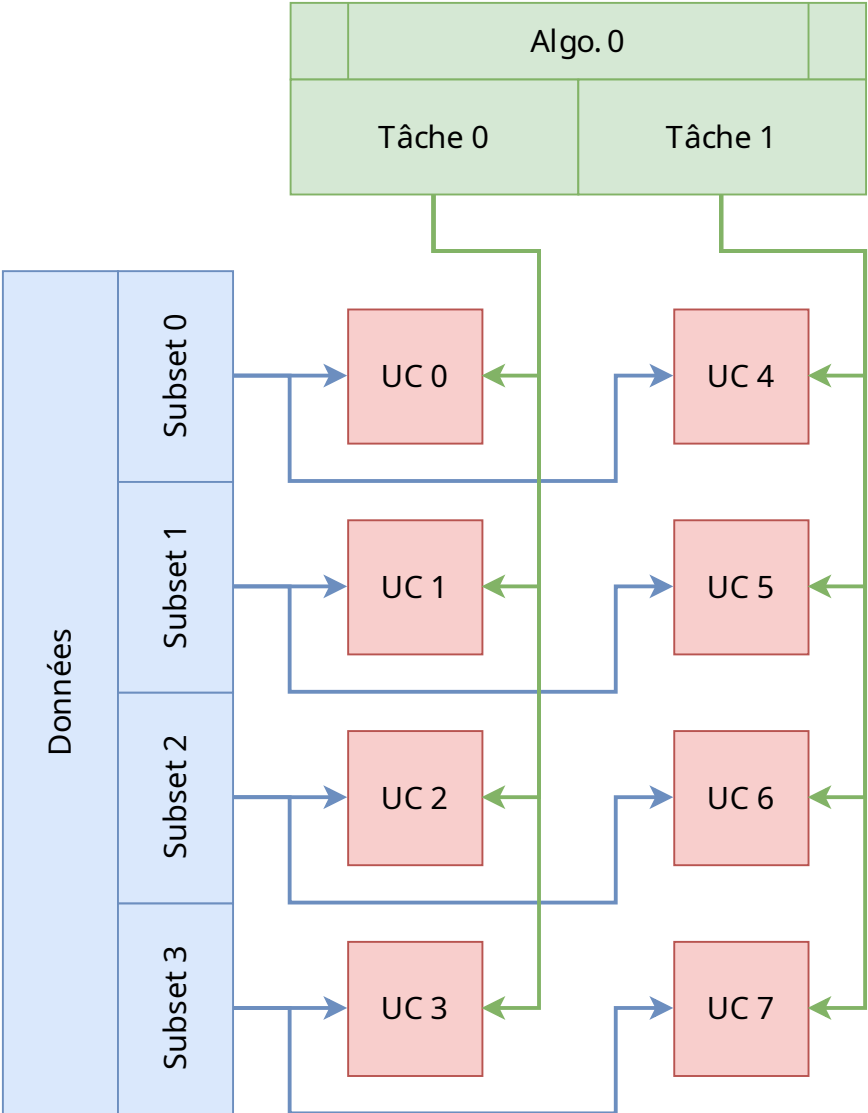 Algo. 0
Tâche 0
Tâche 1
Données
Subset 0
UC 0
UC 4
Subset 1
UC 1
UC 5
Subset 2
UC 2
UC 6
Subset 3
UC 3
UC 7